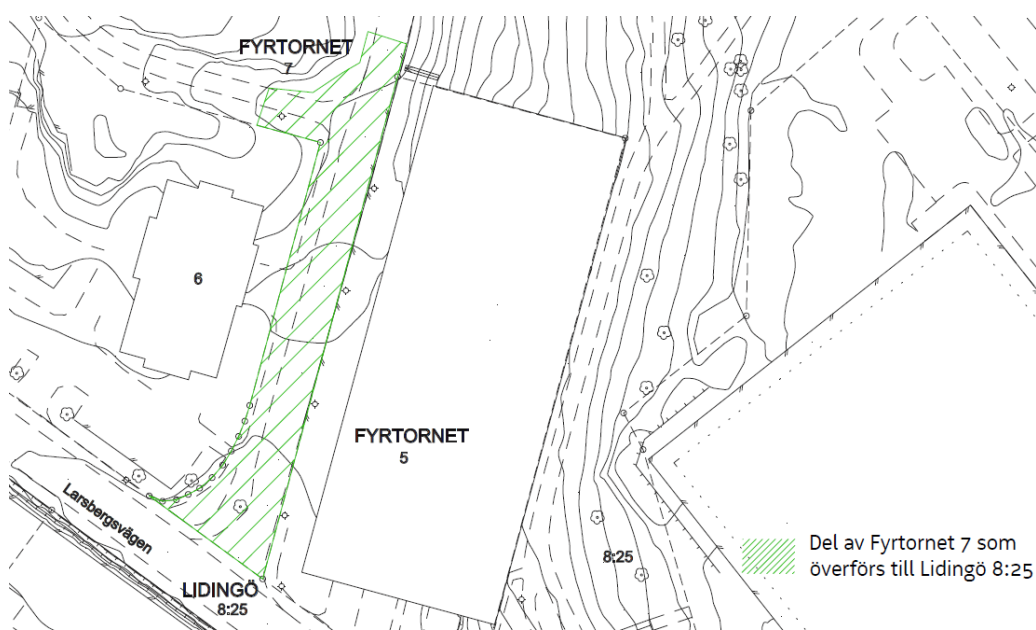 FYRTORNET
7
6
FYRTORNET
5
Larsbergsvägen
LIDINGÖ
8:25
8:25
Del av Fyrtornet 7 som
överförs till Lidingö 8:25